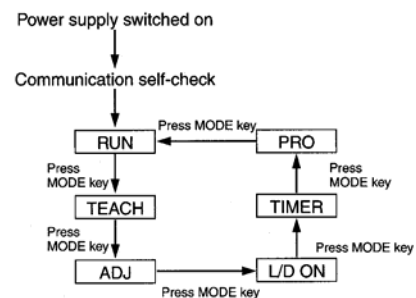 Power supply switched on
Communication self-check
Press MODE key
RUN
PRO
Press
MODE key
Press
MODE key
TEACH
TIMER
Press
MODE key
Press MODE key
ADJ
L/D ON
Press MODE key